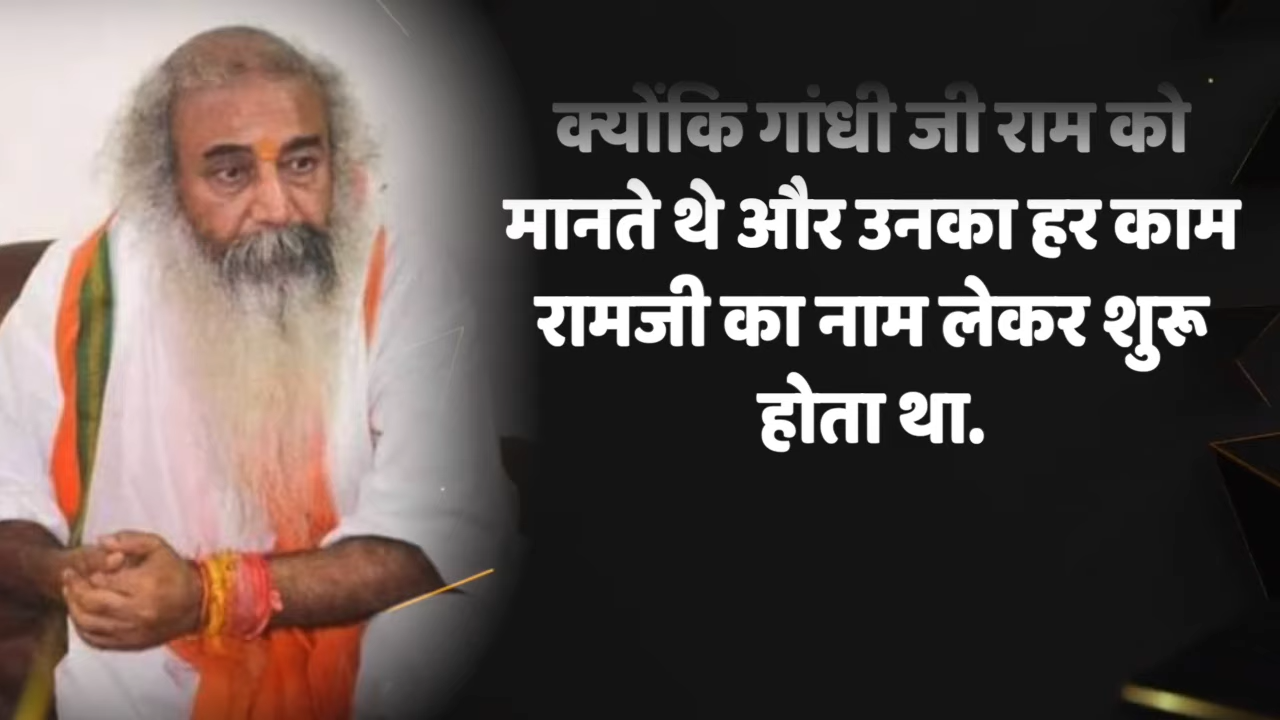 क्योंकि गांधी जी राम को
मानते थे और उनका हर काम
रामजी का नाम लेकर शुरू
होता था.